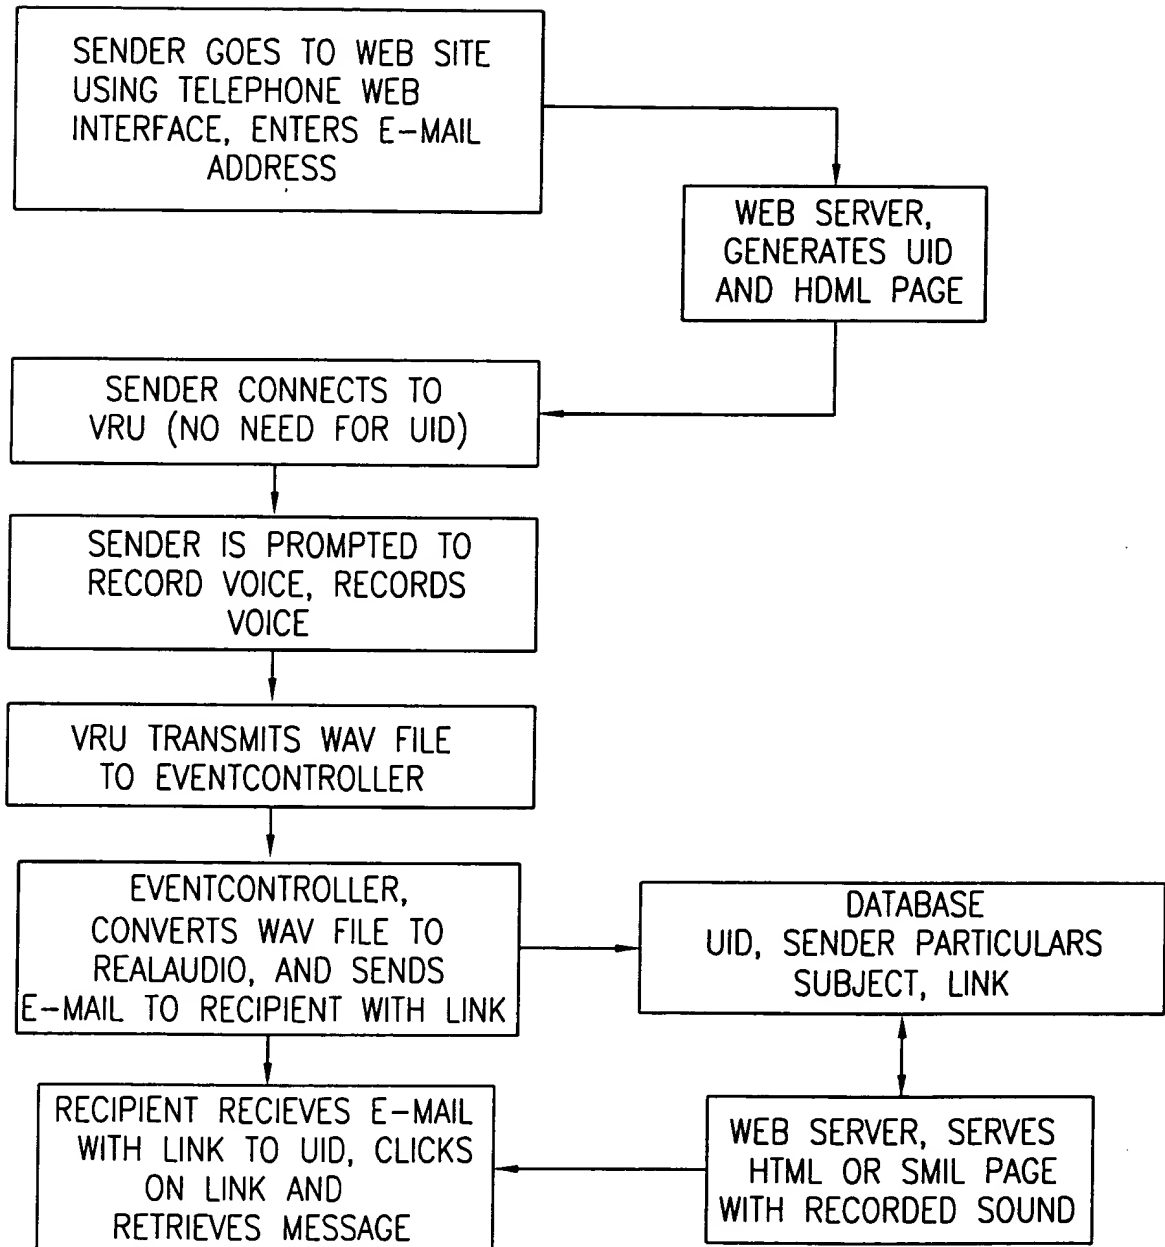 SENDER GOES TO WEB SITE
USING TELEPHONE WEB
INTERFACE, ENTERS E-MAIL
ADDRESS
WEB SERVER,
GENERATES UID
AND HDML PAGE
SENDER CONNECTS TO
VRU (NO NEED FOR UID)
SENDER IS PROMPTED TO
RECORD VOICE, RECORDS
VOICE
VRU TRANSMITS WAV FILE
TO EVENTCONTROLLER
EVENTCONTROLLER,
CONVERTS WAV FILE TO
REALAUDIO, AND SENDS
E-MAIL TO RECIPIENT WITH LINK
DATABASE
UID, SENDER PARTICULARS
SUBJECT, LINK
RECIPIENT RECIEVES E-MAIL
WITH LINK TO UID, CLICKS
ON LINK AND
RETRIEVES MESSAGE
WEB SERVER, SERVES
HTML OR SMIL PAGE
WITH RECORDED SOUND